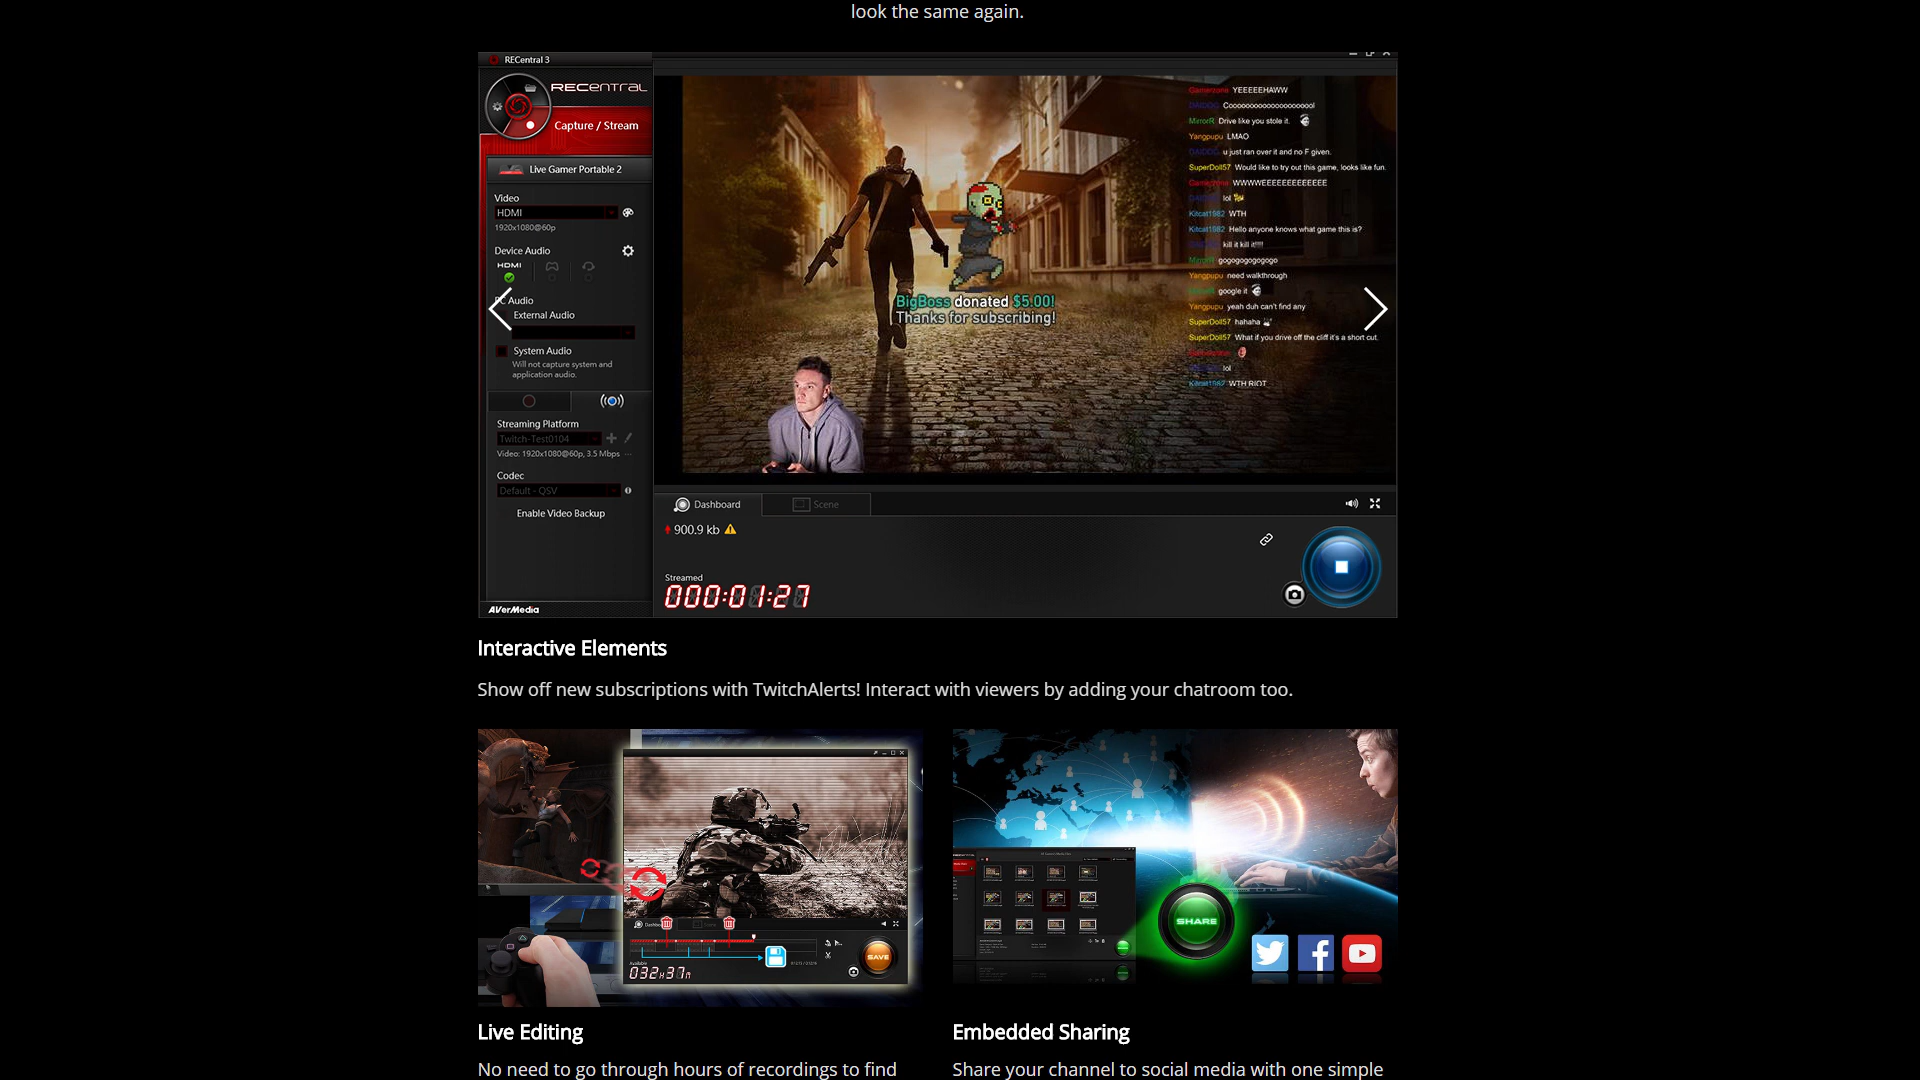 look the same again.
RECentral 3
RECENTRAL
Capture / Stream
Live Gamer Portable 2
Video
HDMI
1920x1080@60p
Device Audio
HDMI
PC Audio
External Audio
System Audio
Will not capture system and
application audio.
Streaming Platform
Twitch-Test0104
Video: 1920x1080@60p, 3.5 Mbps ...
Codec
Default - QSV
Enable Video Backup
AVerMedia
YEEEEEHAWW
Cooooooooooooooooooool
MirrorR Drive like you stole it.
Yangpupu LMAO
u just ran over it and no F given.
SuperDoll57 Would like to try out this game, looks like fun.
WWWWEEEEEEEEEEEEE
lol
Kitcat1982 WTH
Kitcat1982 Hello anyone knows what game this is?
kill it kill it!!!!
MirrorR gogogogogogogo
Yangpupu need walkthrough
google it
Yangpupu yeah duh can't find any
SuperDoll57 hahaha
SuperDoll57 What if you drive off the cliff it's a short cut.
lol
Kitcat1982 WTH RIOT
BigBoss donated $5.00!
Thanks for subscribing!
Dashboard
Scene
900.9 kb
Streamed
000:01:27
Interactive Elements
Show off new subscriptions with TwitchAlerts! Interact with viewers by adding your chatroom too.
Dashboard
Available
032H37m
SAVE
SHARE
Live Editing
No need to go through hours of recordings to find
Embedded Sharing
Share your channel to social media with one simple